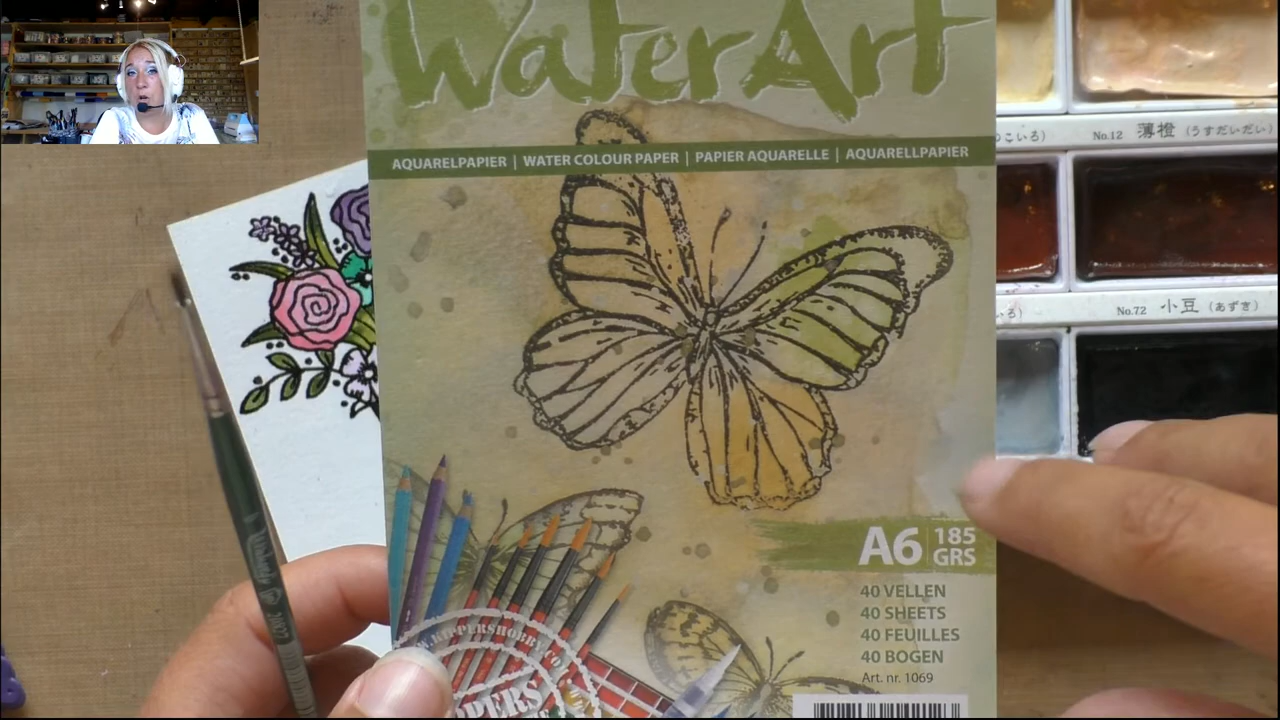 WaterArt
AQUARELPAPIER | WATER COLOUR PAPER | PAPIER AQUARELLE | AQUARELLPAPIER
A6 | 185 GRS
40 VELLEN
40 SHEETS
40 FEUILLES
40 BOGEN
Art. nr. 1069
No.12 薄橙 (うすだいだい)
No.72 小豆 (あずき)